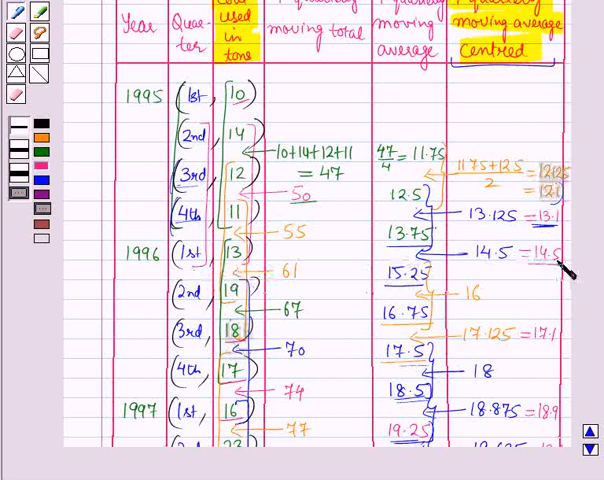 Year Quarter Coal used in tons 4 quarterly moving total 4 quarterly moving average 4 quarterly moving average Centred
1995 (1st, 10)
(2nd, 14)
10+14+12+11 47/4 = 11.75
(3rd, 12) = 47 11.75+12.5/2 = 12.125
50 12.5 = 12.1
(4th, 11) 13.125 = 13.1
55 13.75
1996 (1st, 13) 14.5 = 14.5
61 15.25
(2nd, 19) 16
67 16.75
(3rd, 18) 17.125 = 17.1
70 17.5
(4th, 17) 18
74 18.5
1997 (1st, 16) 18.875 = 18.9
77 19.25